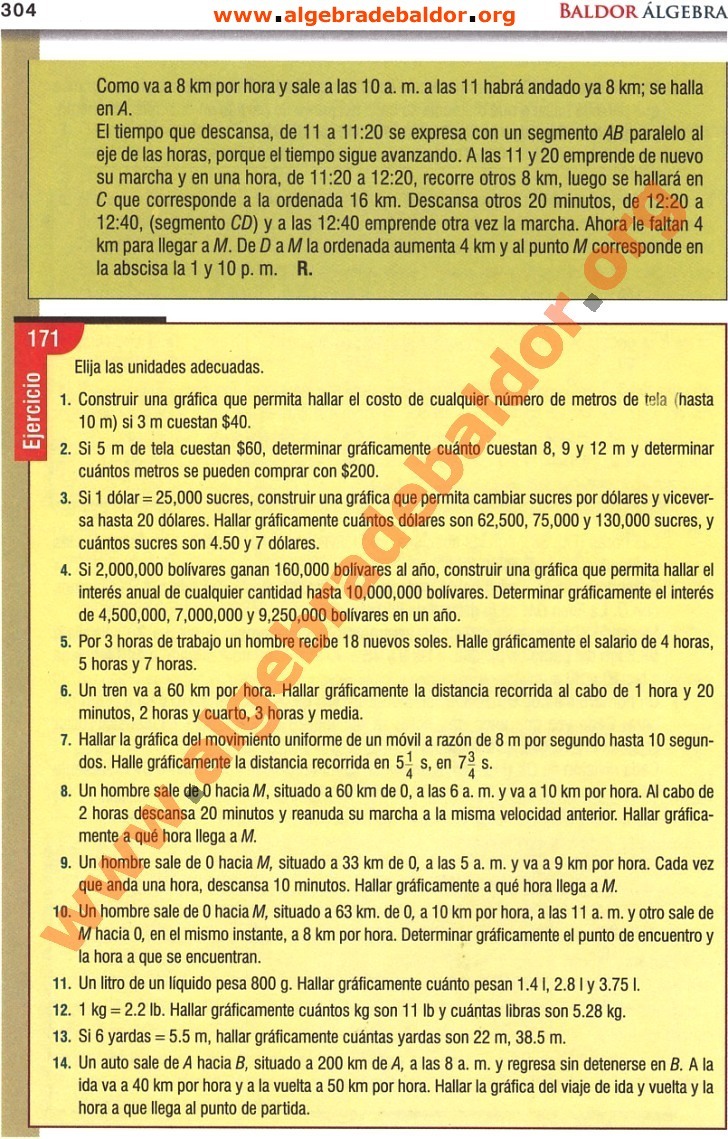 304
www.algebradebaldor.org
BALDOR ÁLGEBRA
Como va a 8 km por hora y sale a las 10 a. m. a las 11 habrá andado ya 8 km; se halla
en A.
El tiempo que descansa, de 11 a 11:20 se expresa con un segmento AB paralelo al
eje de las horas, porque el tiempo sigue avanzando. A las 11 y 20 emprende de nuevo
su marcha y en una hora, de 11:20 a 12:20, recorre otros 8 km, luego se hallará en
C que corresponde a la ordenada 16 km. Descansa otros 20 minutos, de 12:20 a
12:40, (segmento CD) y a las 12:40 emprende otra vez la marcha. Ahora le faltan 4
km para llegar a M. De D a M la ordenada aumenta 4 km y al punto M corresponde en
la abscisa la 1 y 10 p. m. R.
171
Ejercicio
Elija las unidades adecuadas.
1. Construir una gráfica que permita hallar el costo de cualquier número de metros de tela (hasta
10 m) si 3 m cuestan $40.
2. Si 5 m de tela cuestan $60, determinar gráficamente cuánto cuestan 8, 9 y 12 m y determinar
cuántos metros se pueden comprar con $200.
3. Si 1 dólar = 25,000 sucres, construir una gráfica que permita cambiar sucres por dólares y vicever-
sa hasta 20 dólares. Hallar gráficamente cuántos dólares son 62,500, 75,000 y 130,000 sucres, y
cuántos sucres son 4.50 y 7 dólares.
4. Si 2,000,000 bolívares ganan 160,000 bolívares al año, construir una gráfica que permita hallar el
interés anual de cualquier cantidad hasta 10,000,000 bolívares. Determinar gráficamente el interés
de 4,500,000, 7,000,000 y 9,250,000 bolívares en un año.
5. Por 3 horas de trabajo un hombre recibe 18 nuevos soles. Halle gráficamente el salario de 4 horas,
5 horas y 7 horas.
6. Un tren va a 60 km por hora. Hallar gráficamente la distancia recorrida al cabo de 1 hora y 20
minutos, 2 horas y cuarto, 3 horas y media.
7. Hallar la gráfica del movimiento uniforme de un móvil a razón de 8 m por segundo hasta 10 segun-
dos. Halle gráficamente la distancia recorrida en 5 1/4 s, en 7 3/4 s.
8. Un hombre sale de 0 hacia M, situado a 60 km de 0, a las 6 a. m. y va a 10 km por hora. Al cabo de
2 horas descansa 20 minutos y reanuda su marcha a la misma velocidad anterior. Hallar gráfica-
mente a qué hora llega a M.
9. Un hombre sale de 0 hacia M, situado a 33 km de 0, a las 5 a. m. y va a 9 km por hora. Cada vez
que anda una hora, descansa 10 minutos. Hallar gráficamente a qué hora llega a M.
10. Un hombre sale de 0 hacia M, situado a 63 km. de 0, a 10 km por hora, a las 11 a. m. y otro sale de
M hacia 0, en el mismo instante, a 8 km por hora. Determinar gráficamente el punto de encuentro y
la hora a que se encuentran.
11. Un litro de un líquido pesa 800 g. Hallar gráficamente cuánto pesan 1.4 l, 2.8 l y 3.75 l.
12. 1 kg = 2.2 lb. Hallar gráficamente cuántos kg son 11 lb y cuántas libras son 5.28 kg.
13. Si 6 yardas = 5.5 m, hallar gráficamente cuántas yardas son 22 m, 38.5 m.
14. Un auto sale de A hacia B, situado a 200 km de A, a las 8 a. m. y regresa sin detenerse en B. A la
ida va a 40 km por hora y a la vuelta a 50 km por hora. Hallar la gráfica del viaje de ida y vuelta y la
hora a que llega al punto de partida.
www.algebradebaldor.org